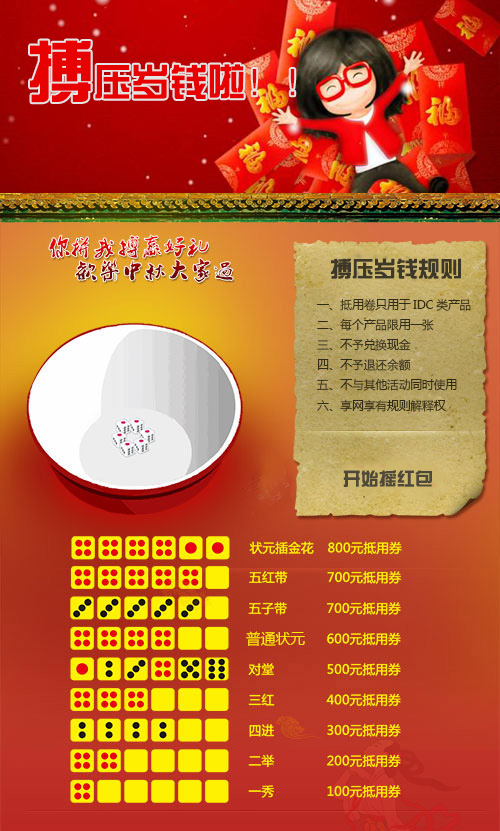 搏压岁钱啦！！
福
福
福
福
你拼我搏赢好礼
欢乐中秋大家过
搏压岁钱规则
一、抵用卷只用于 IDC 类产品
二、每个产品限用一张
三、不予兑换现金
四、不予退还余额
五、不与其他活动同时使用
六、享网享有规则解释权
开始摇红包
状元插金花 800元抵用券
五红带 700元抵用券
五子带 700元抵用券
普通状元 600元抵用券
对堂 500元抵用券
三红 400元抵用券
四进 300元抵用券
二举 200元抵用券
一秀 100元抵用券